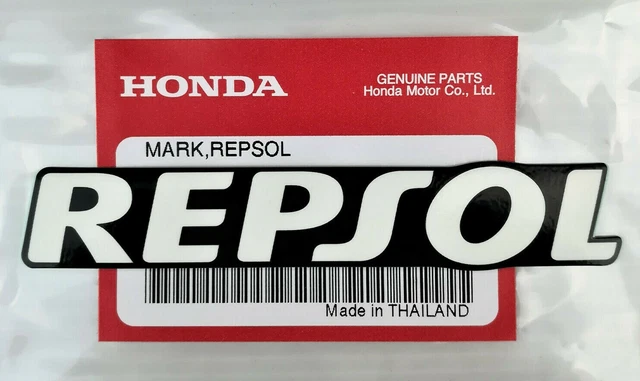 HONDA
GENUINE PARTS
Honda Motor Co., Ltd.
MARK,REPSOL
REPSOL
Made in THAILAND